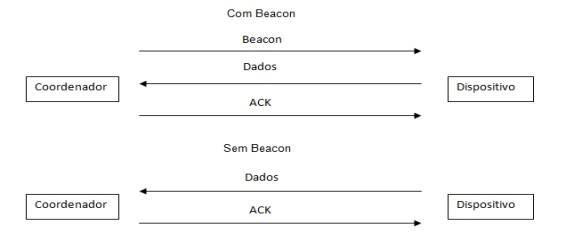 Com Beacon
Beacon
Dados
Coordenador
Dispositivo
ACK
Sem Beacon
Dados
Coordenador
Dispositivo
ACK